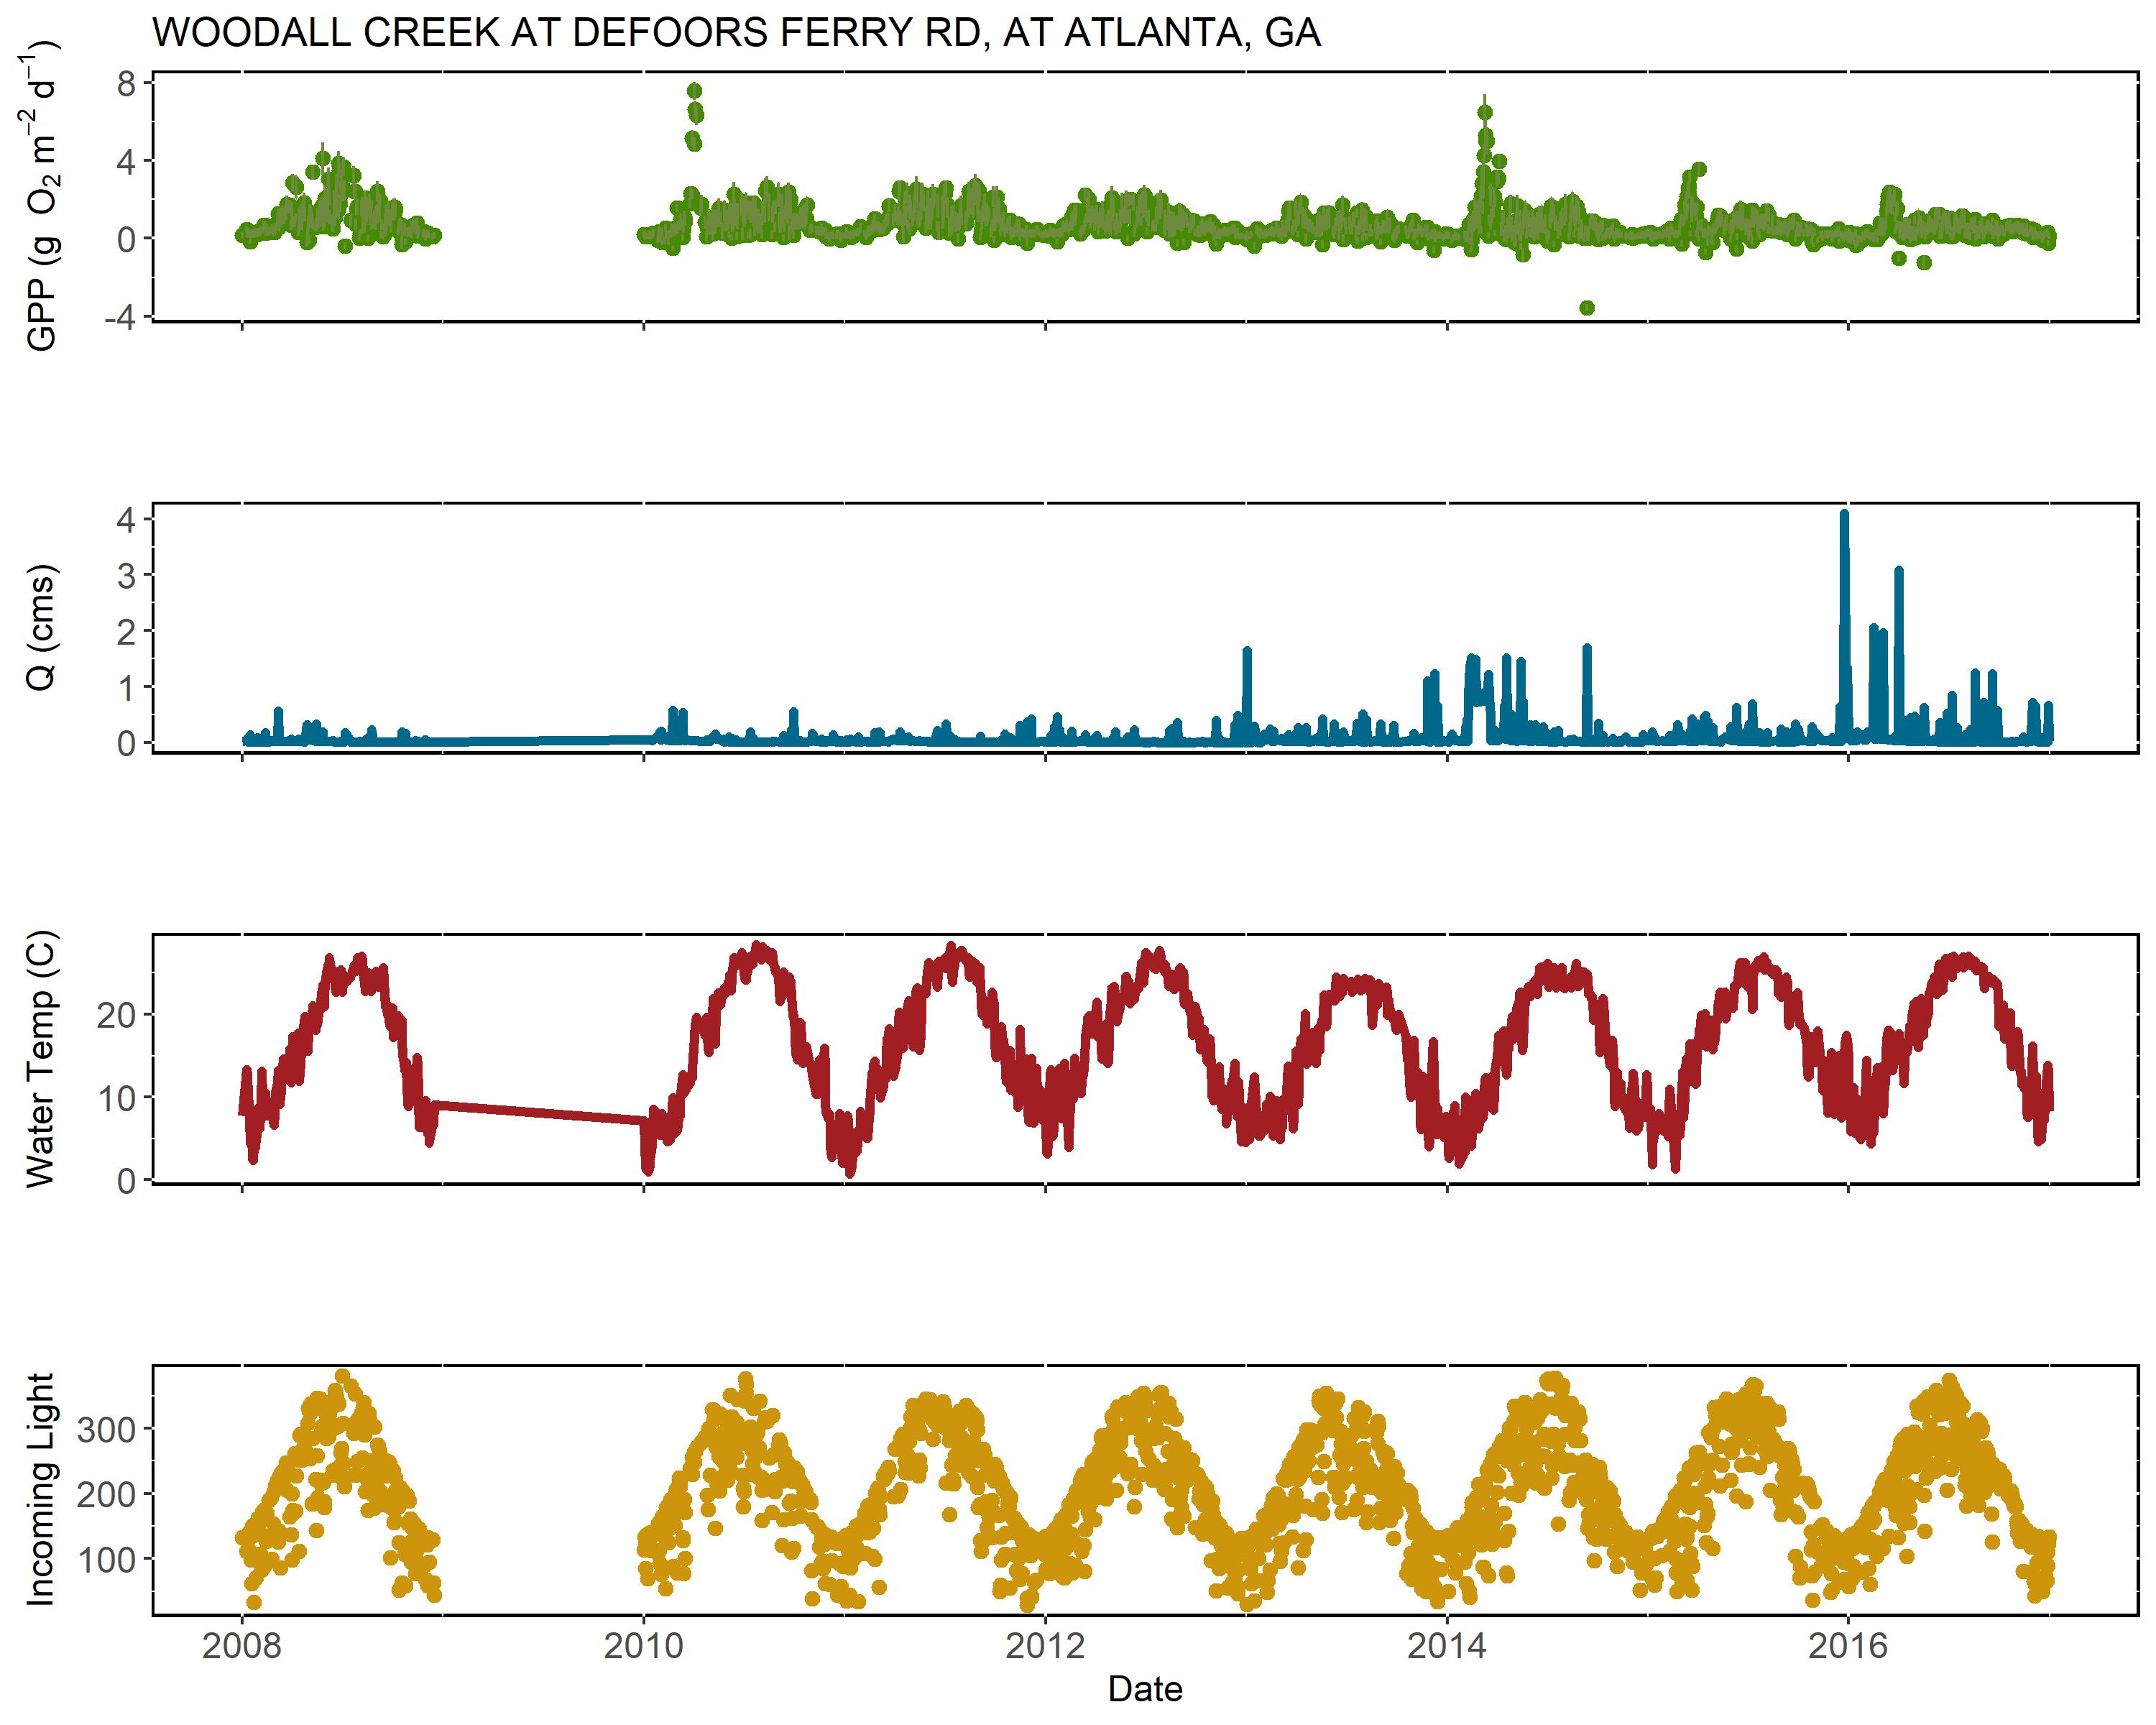 WOODALL CREEK AT DEFOORS FERRY RD, AT ATLANTA, GA
GPP (g O₂ m⁻² d⁻¹)
8
4
0
-4
Q (cms)
4
3
2
1
0
Water Temp (C)
20
10
0
Incoming Light
300
200
100
2008 2010 2012 2014 2016
Date